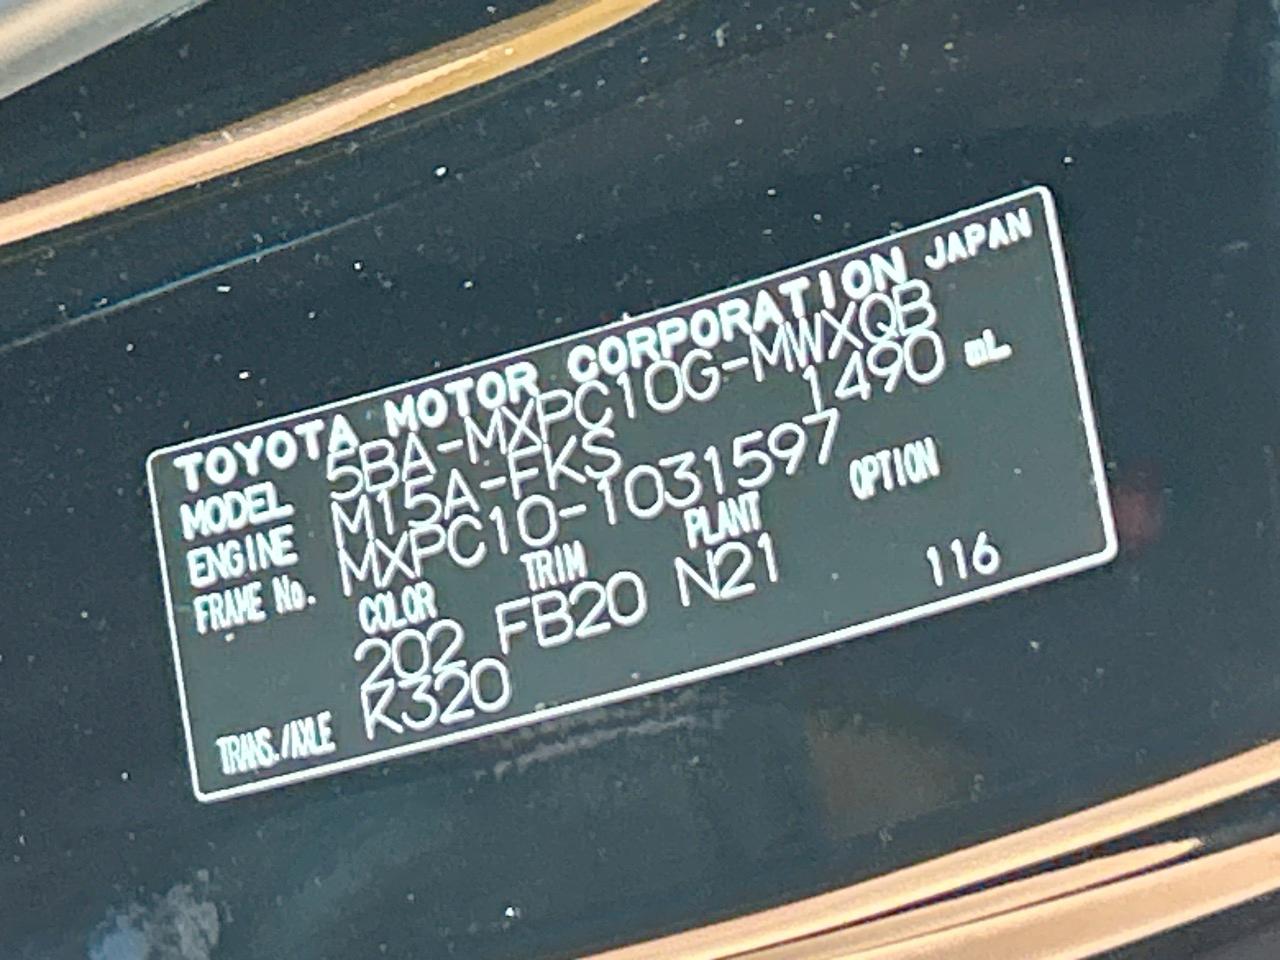 TOYOTA MOTOR CORPORATION JAPAN
MODEL 5BA-MXPC10G-MWXQB
ENGINE M15A-FKS 1490 mL
FRAME No. MXPC10-1031597
COLOR TRIM PLANT OPTION
202 FB20 N21 116
TRANS./AXLE K320